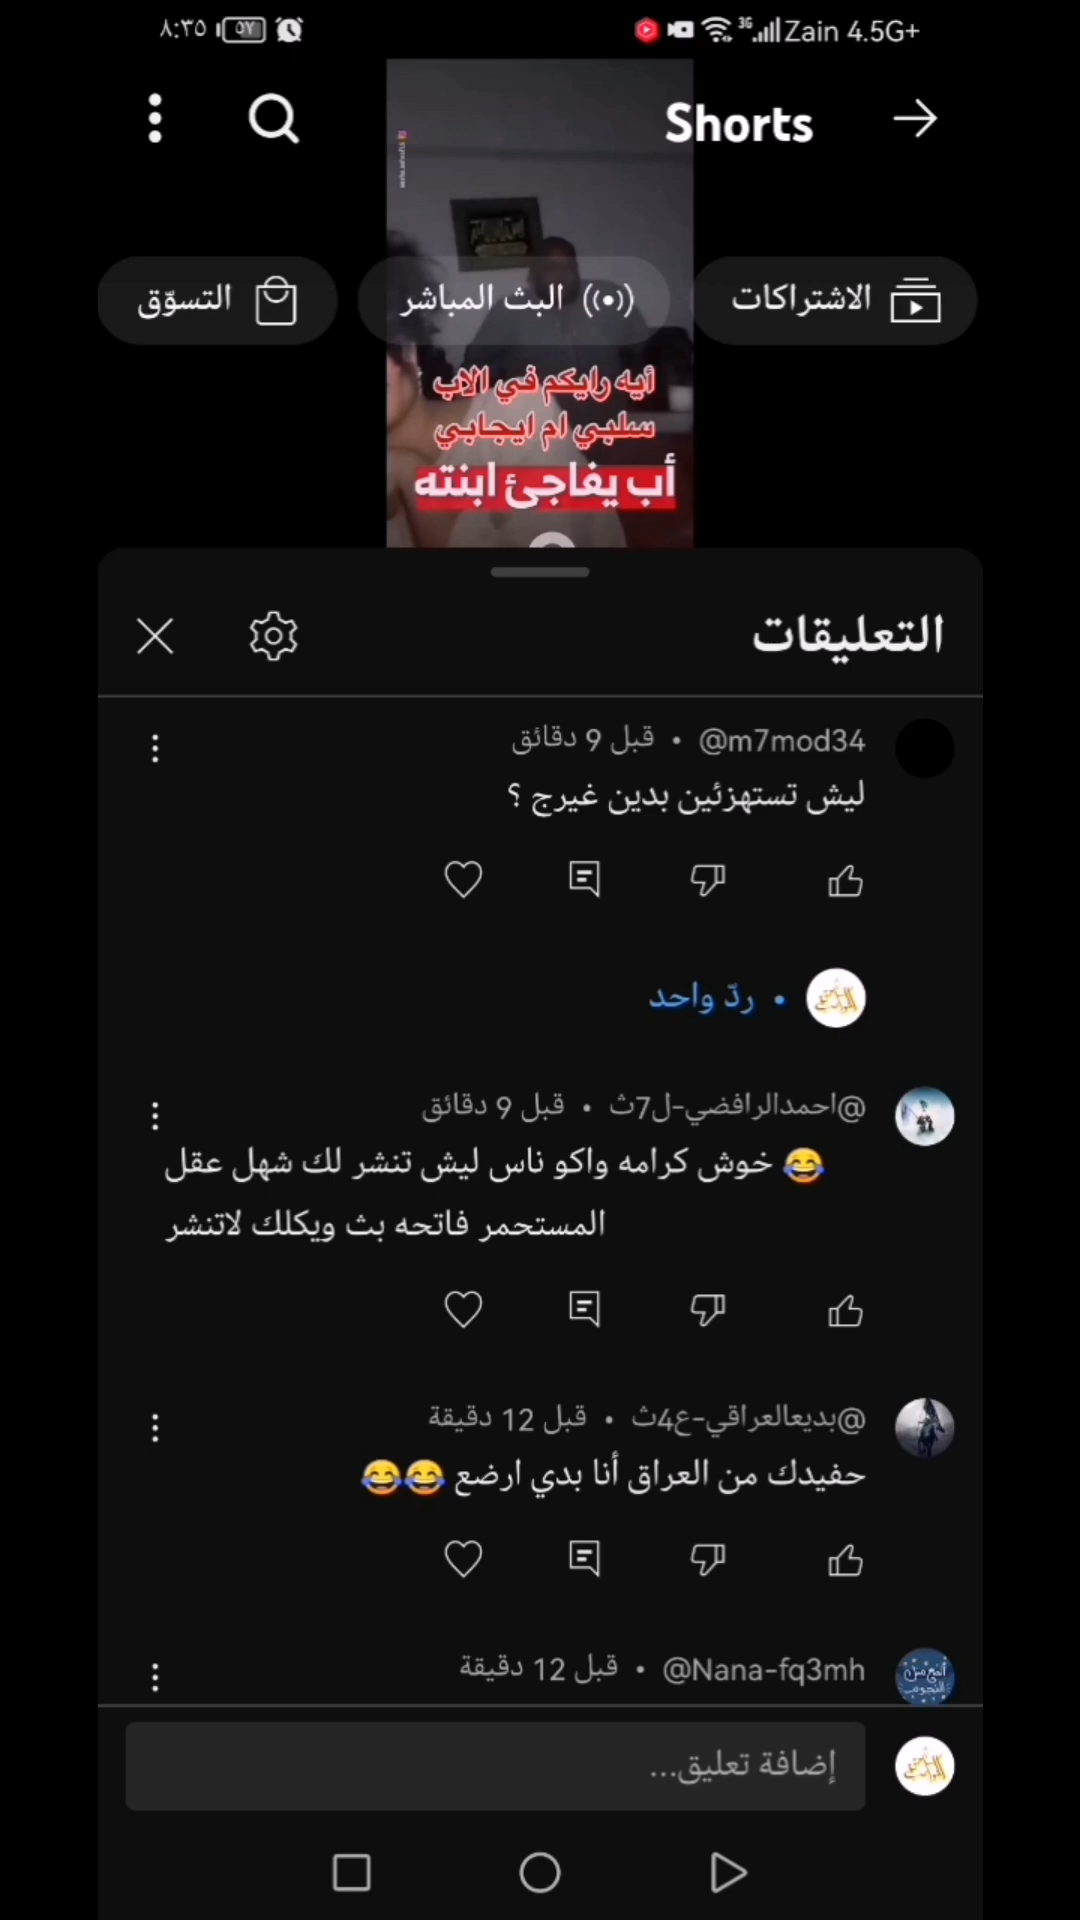 ٨:٣٥
٥٧
3G
Zain 4.5G+
Shorts
الاشتراكات
البث المباشر
التسوّق
أيه رايكم في الاب
سلبي ام ايجابي
أب يفاجئ ابنته
التعليقات
@m7mod34 • قبل 9 دقائق
ليش تستهزئين بدين غيرج ؟
• ردّ واحد
@احمدالرافضي-ل7ث • قبل 9 دقائق
😂 خوش كرامه واكو ناس ليش تنشر لك شهل عقل
المستحمر فاتحه بث ويكلك لاتنشر
@بديعالعراقي-ع4ث • قبل 12 دقيقة
حفيدك من العراق أنا بدي ارضع 😂😂
@Nana-fq3mh • قبل 12 دقيقة
إضافة تعليق...